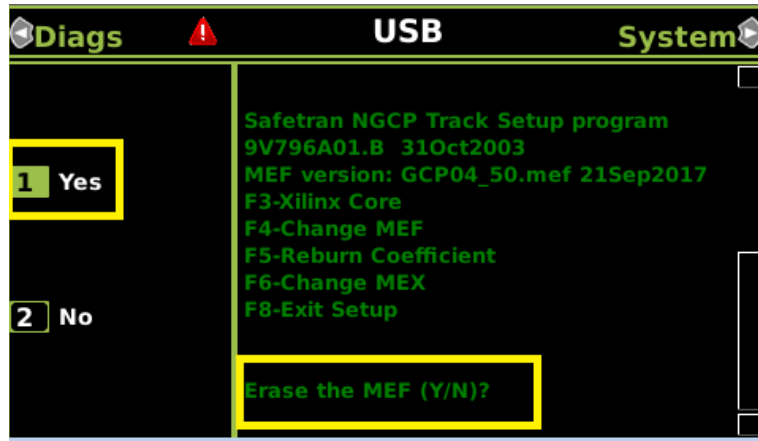 Diags
USB
System
1 Yes
2 No
Safetran NGCP Track Setup program
9V796A01.B 31Oct2003
MEF version: GCP04_50.mef 21Sep2017
F3-Xilinx Core
F4-Change MEF
F5-Reburn Coefficient
F6-Change MEX
F8-Exit Setup
Erase the MEF (Y/N)?